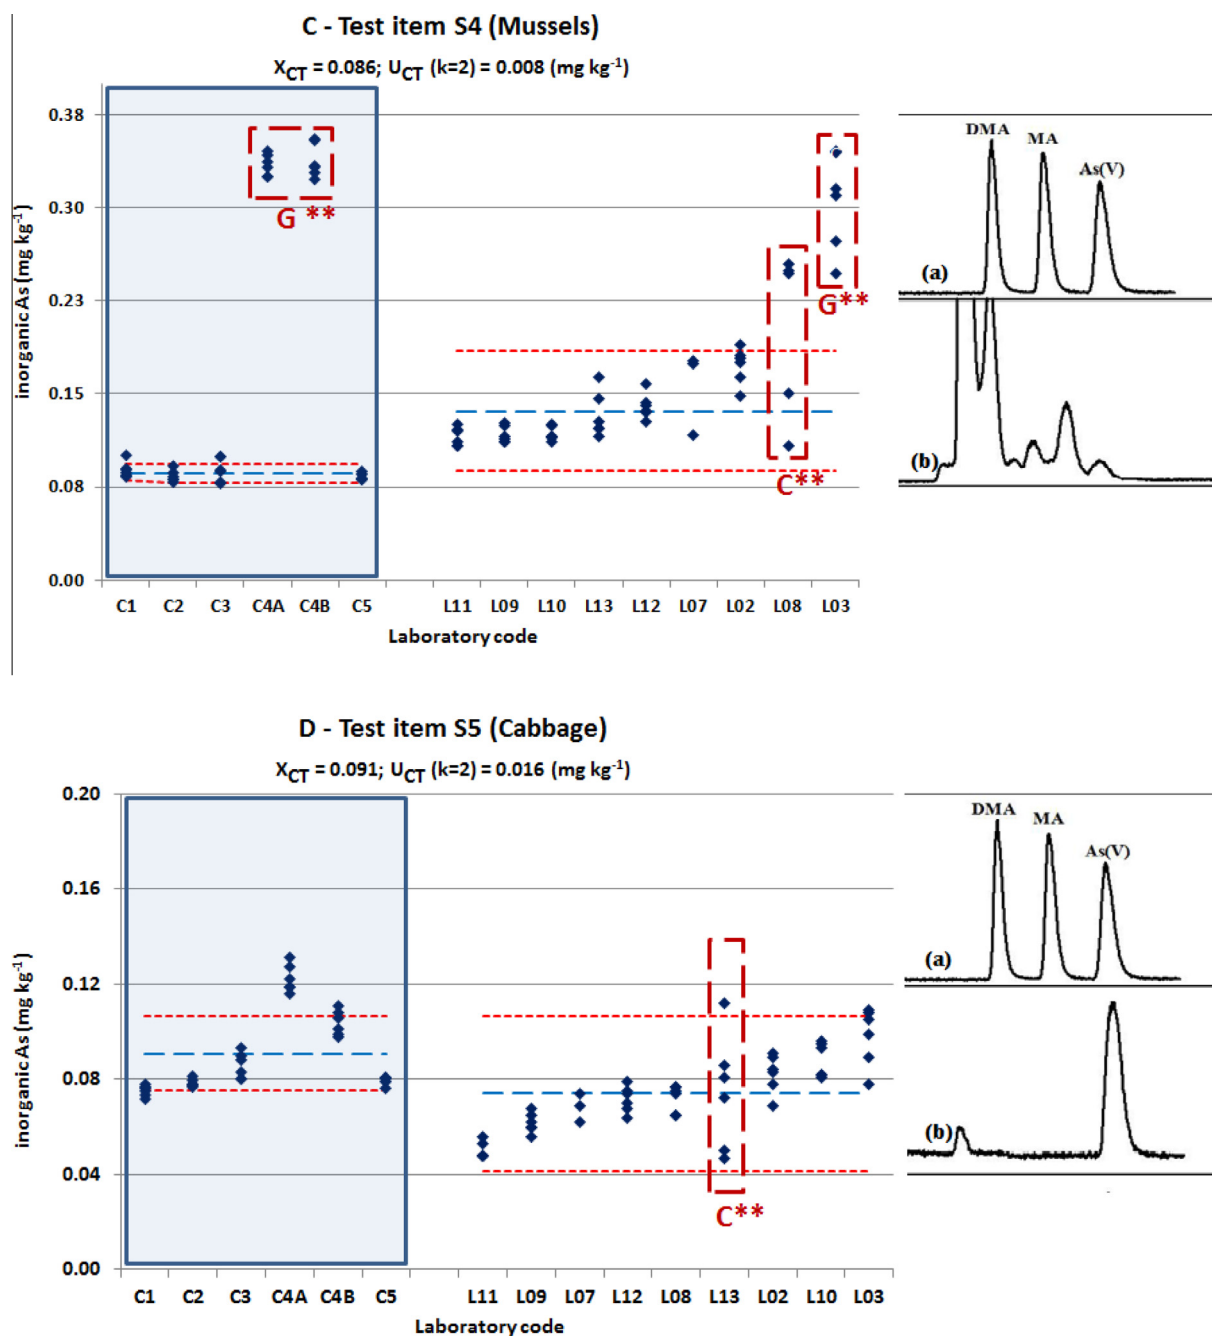 C - Test item S4 (Mussels)
X_CT = 0.086; U_CT (k=2) = 0.008 (mg kg⁻¹)
inorganic As (mg kg⁻¹)
0.38
0.30
0.23
0.15
0.08
0.00
G **
C**
G**
C1 C2 C3 C4A C4B C5 L11 L09 L10 L13 L12 L07 L02 L08 L03
Laboratory code
DMA MA As(V)
(a)
(b)
D - Test item S5 (Cabbage)
X_CT = 0.091; U_CT (k=2) = 0.016 (mg kg⁻¹)
inorganic As (mg kg⁻¹)
0.20
0.16
0.12
0.08
0.04
0.00
C**
C1 C2 C3 C4A C4B C5 L11 L09 L07 L12 L08 L13 L02 L10 L03
Laboratory code
DMA MA As(V)
(a)
(b)